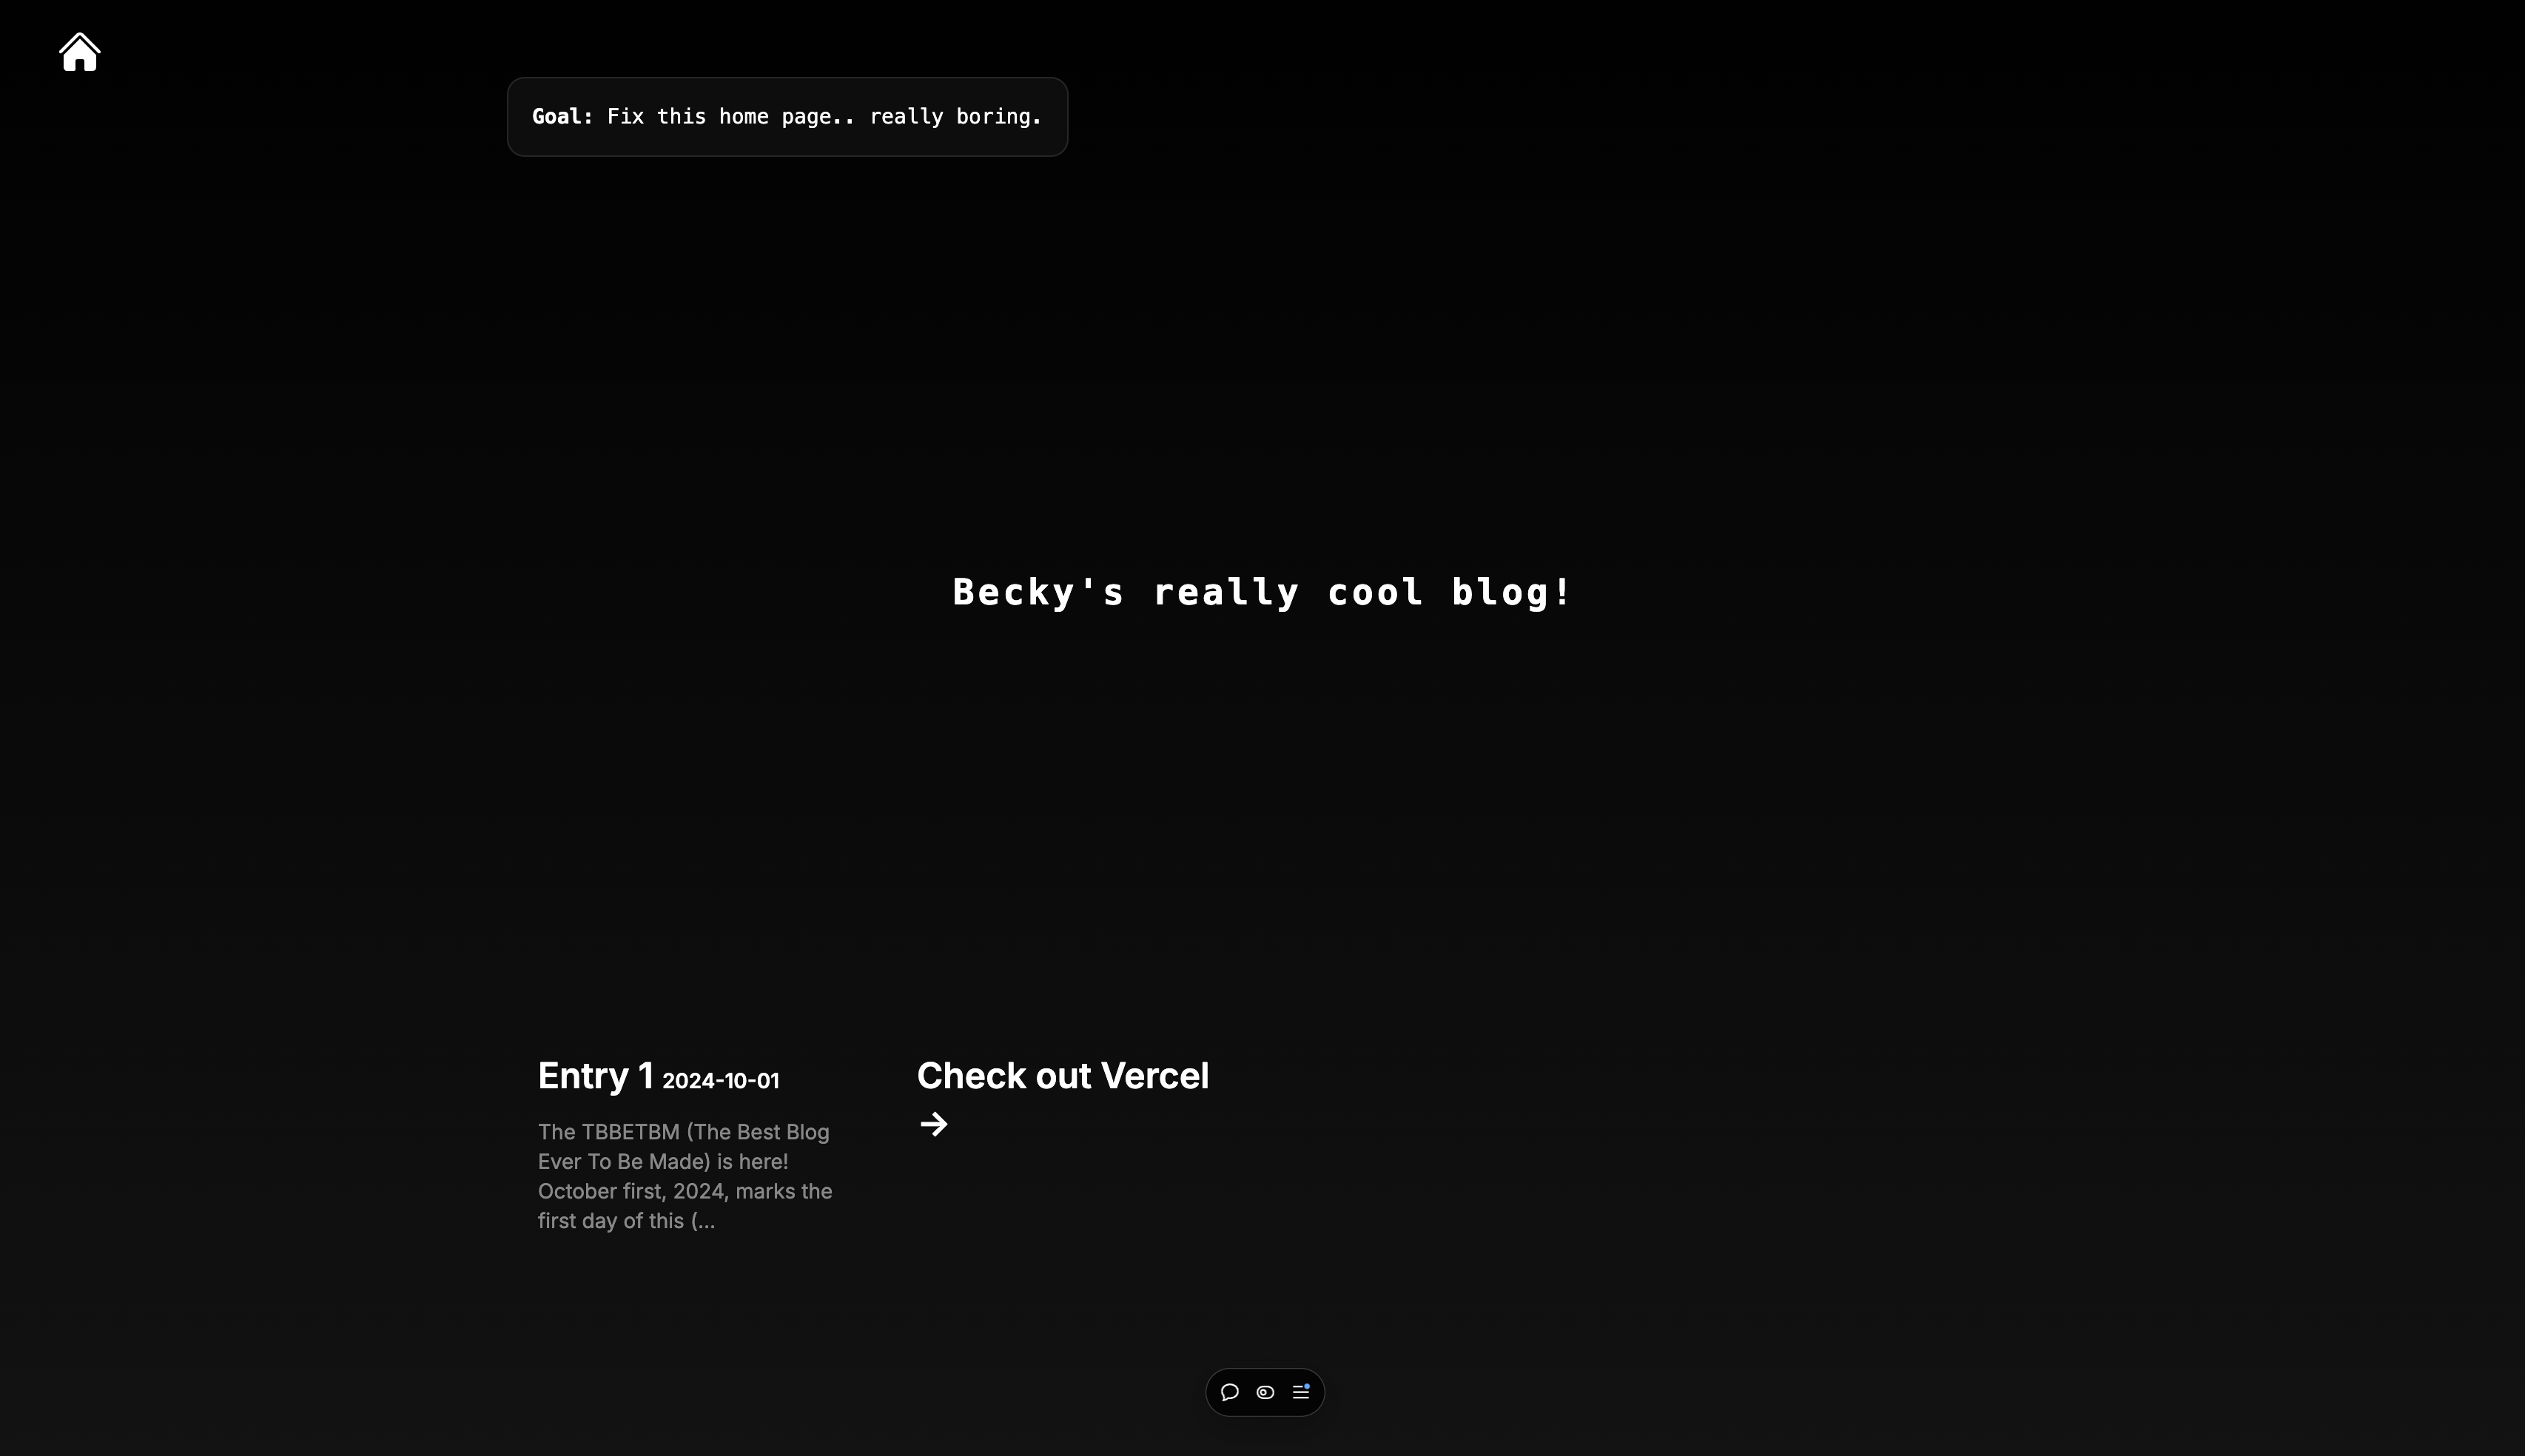 Goal: Fix this home page.. really boring.
Becky's really cool blog!
Entry 1 2024-10-01
The TBBETBM (The Best Blog
Ever To Be Made) is here!
October first, 2024, marks the
first day of this (...
Check out Vercel
→